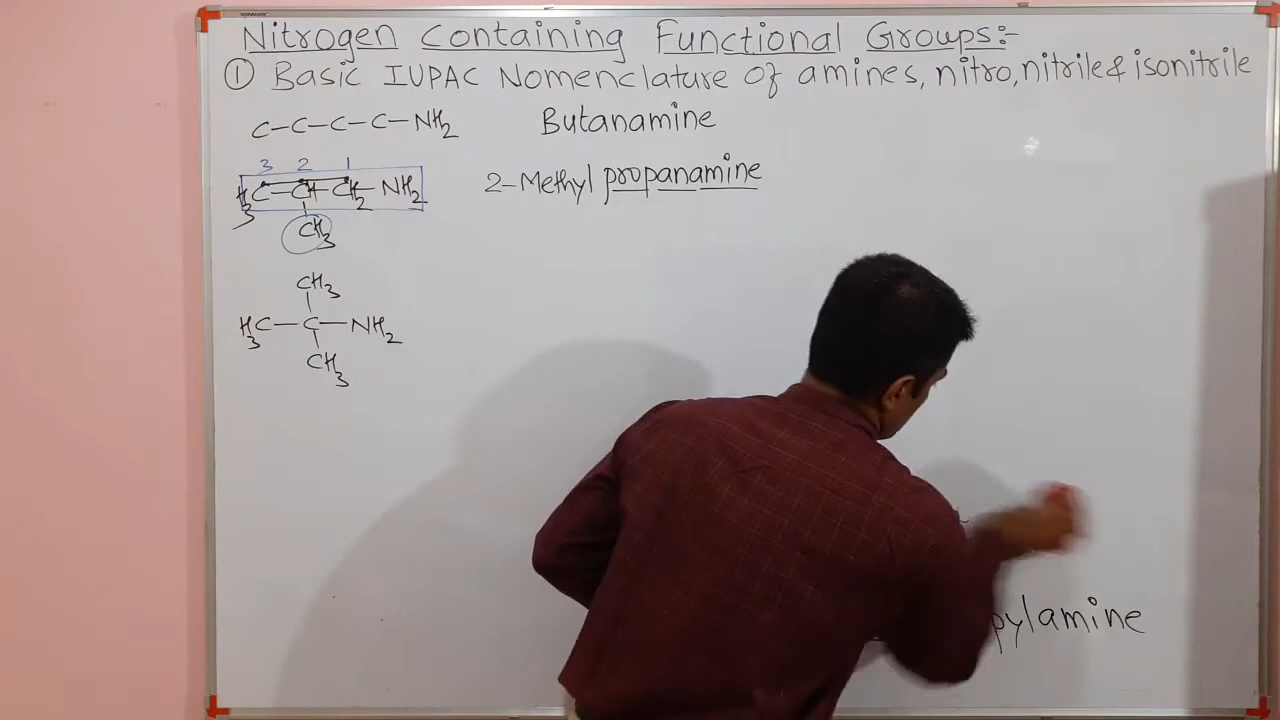 Nitrogen Containing Functional Groups:-
① Basic IUPAC Nomenclature of amines, nitro, nitrile & isonitrile
C-C-C-C-NH2 Butanamine
3 2 1
H3C-CH-CH2-NH2 2-Methyl propanamine
CH3
CH3
H3C-C-NH2
CH3
pylamine